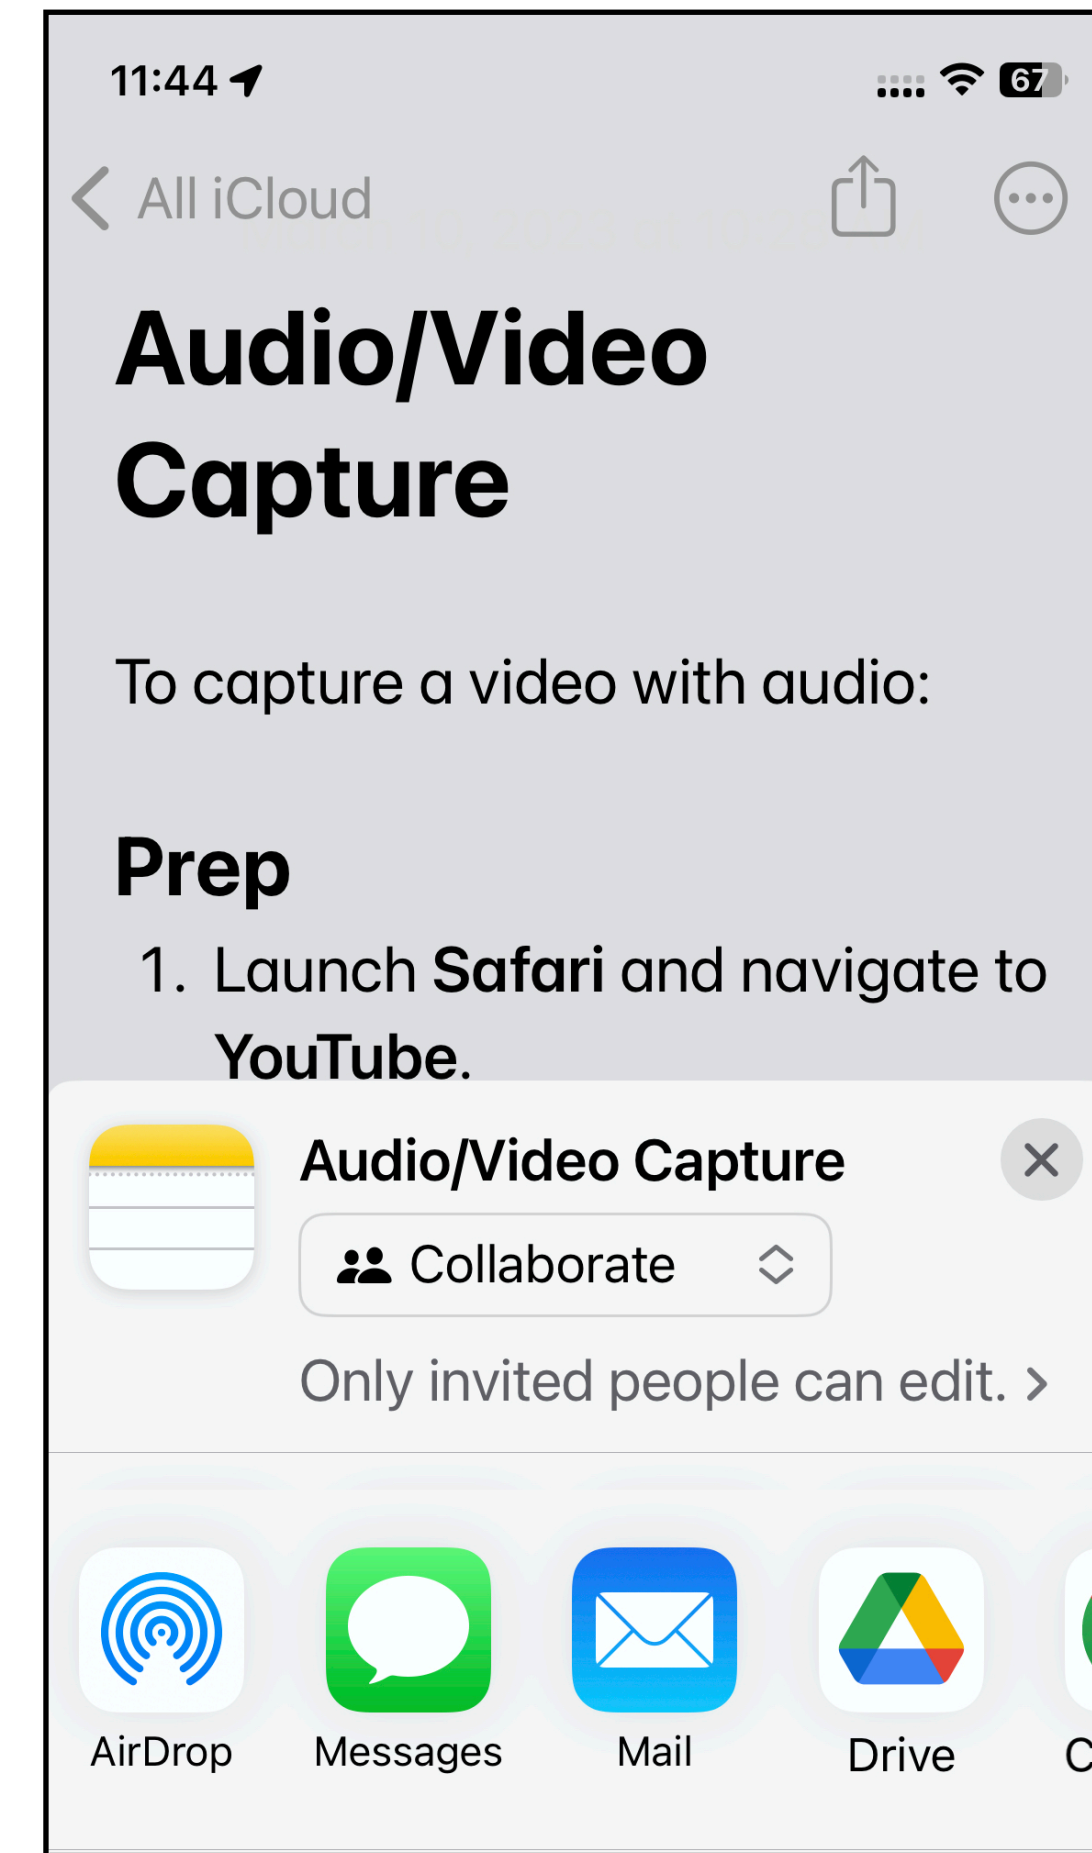 11:44
67
All iCloud
Audio/Video
Capture
To capture a video with audio:
Prep
1. Launch Safari and navigate to
YouTube.
Audio/Video Capture
Collaborate
Only invited people can edit.
AirDrop
Messages
Mail
Drive